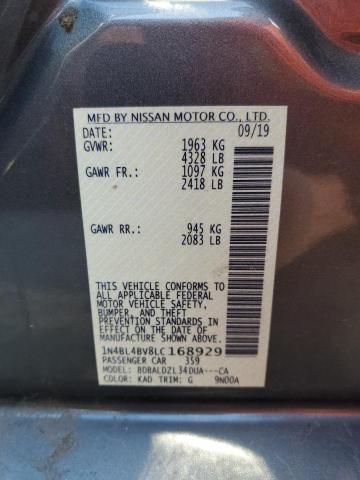 MFD BY NISSAN MOTOR CO., LTD.
DATE: 09/19
GVWR: 1963 KG
4328 LB
GAWR FR.: 1097 KG
2418 LB
GAWR RR.: 945 KG
2083 LB
THIS VEHICLE CONFORMS TO ALL
APPLICABLE FEDERAL MOTOR VEHICLE SAFETY,
BUMPER, AND THEFT
PREVENTION STANDARDS IN
EFFECT ON THE DATE OF
MANUFACTURE SHOWN ABOVE.
1N4BL4BV8LC168929
PASSENGER CAR 359
MODEL: BDBALDZL34DUA---CA
COLOR: KAD TRIM: G 9N00A